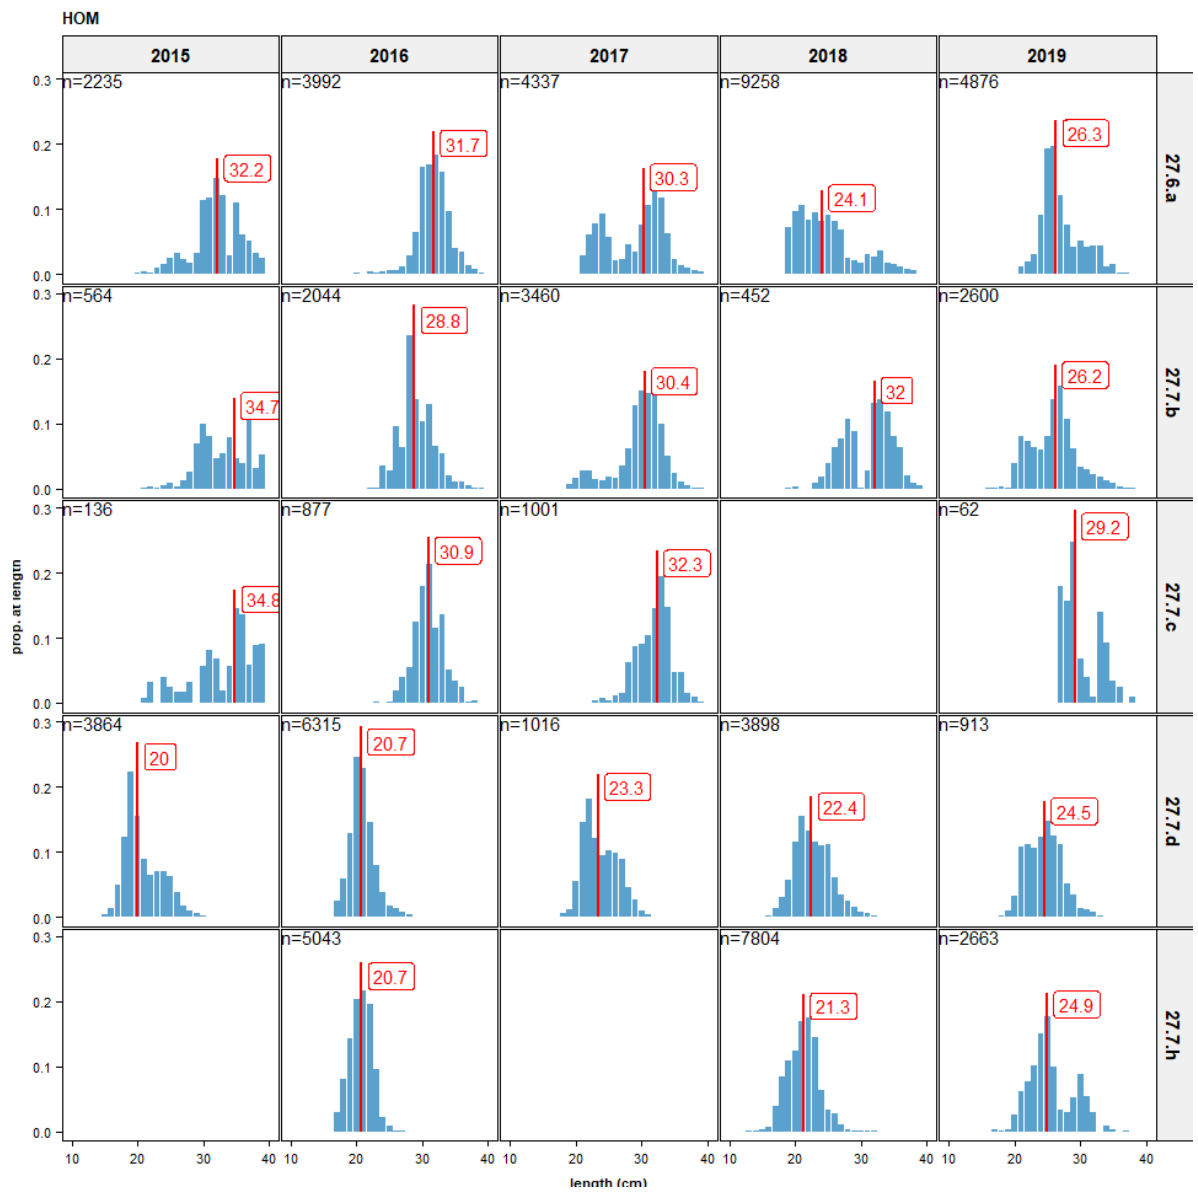 HOM
2015 2016 2017 2018 2019
n=2235 n=3992 n=4337 n=9258 n=4876
0.3
0.2
0.1
0.0
32.2 31.7 30.3 24.1 26.3
27.6.a
n=564 n=2044 n=3460 n=452 n=2600
0.3
0.2
0.1
0.0
34.7 28.8 30.4 32 26.2
27.7.b
n=136 n=877 n=1001 n=62
0.3
0.2
0.1
0.0
34.8 30.9 32.3 29.2
27.7.c
n=3864 n=6315 n=1016 n=3898 n=913
0.3
0.2
0.1
0.0
20 20.7 23.3 22.4 24.5
27.7.d
n=5043 n=7804 n=2663
0.3
0.2
0.1
0.0
20.7 21.3 24.9
27.7.h
prop. at length
10 20 30 40 10 20 30 40 10 20 30 40 10 20 30 40 10 20 30 40
length (cm)